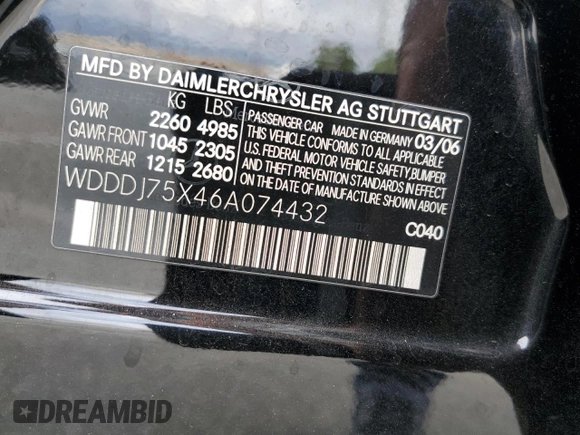 MFD BY DAIMLERCHRYSLER AG STUTTGART
KG LBS
GVWR 2260 4985
GAWR FRONT 1045 2305
GAWR REAR 1215 2680
PASSENGER CAR MADE IN GERMANY 03/06
THIS VEHICLE CONFORMS TO ALL APPLICABLE
U.S. FEDERAL MOTOR VEHICLE SAFETY,BUMPER,
AND THEFT PREVENTION STANDARDS IN EFFECT
ON THE DATE OF MANUFACTURE SHOWN ABOVE.
WDDDJ75X46A074432
C040
DREAMBID